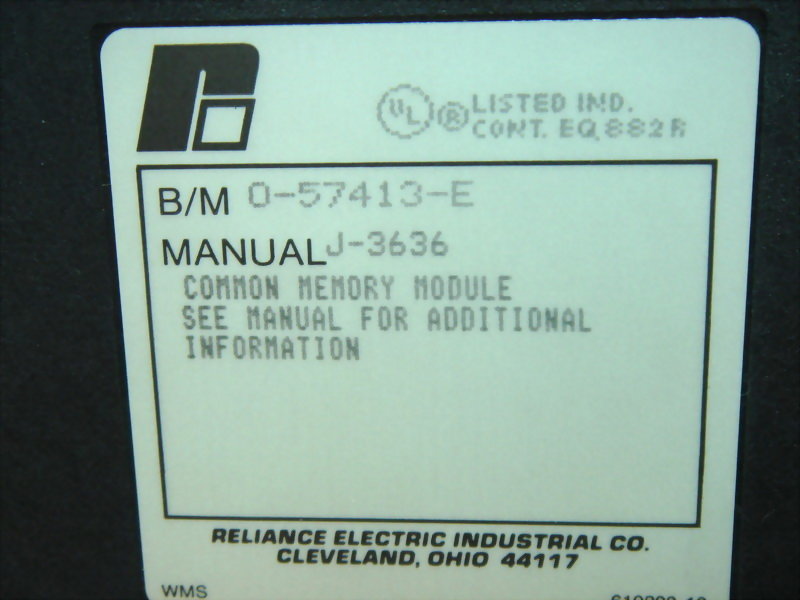 UL ® LISTED IND.
CONT. EQ. 882R
B/M 0-57413-E
MANUAL J-3636
COMMON MEMORY MODULE
SEE MANUAL FOR ADDITIONAL
INFORMATION
RELIANCE ELECTRIC INDUSTRIAL CO.
CLEVELAND, OHIO 44117
WMS